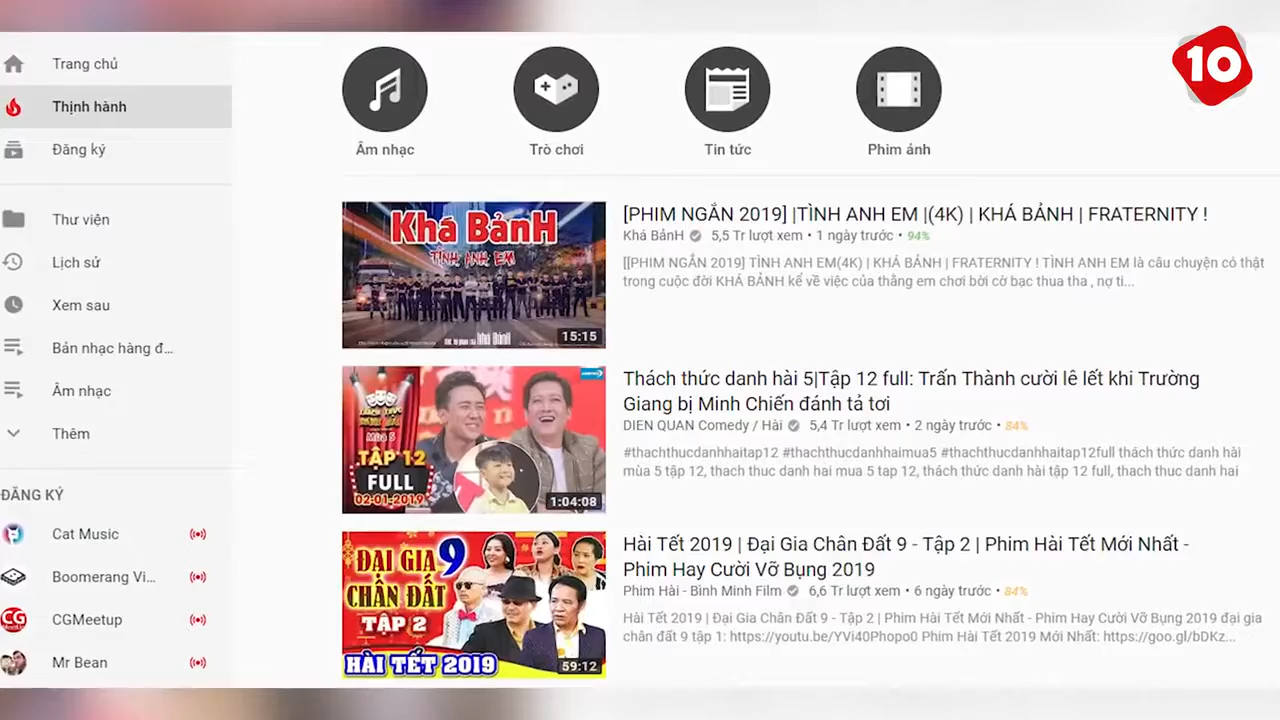 10
Trang chủ
Thịnh hành
Đăng ký
Thư viện
Lịch sử
Xem sau
Bản nhạc hàng đ...
Âm nhạc
Thêm
ĐĂNG KÝ
Cat Music
Boomerang Vi...
CGMeetup
Mr Bean
Âm nhạc
Trò chơi
Tin tức
Phim ảnh
Khá BảnH
TÌNH ANH EM
Khá BảnH
15:15
[PHIM NGẮN 2019] |TÌNH ANH EM |(4K) | KHÁ BẢNH | FRATERNITY !
Khá BảnH 5,5 Tr lượt xem • 1 ngày trước • 94%
[[PHIM NGẮN 2019] TÌNH ANH EM(4K) | KHÁ BẢNH | FRATERNITY ! TÌNH ANH EM là câu chuyện có thật
trong cuộc đời KHÁ BẢNH kể về việc của thằng em chơi bời cờ bạc thua tha , nợ ti...
THÁCH THỨC
DANH HÀI
Mùa 5
TẬP 12
FULL
02-01-2019
1:04:08
Thách thức danh hài 5|Tập 12 full: Trấn Thành cười lê lết khi Trường
Giang bị Minh Chiến đánh tả tơi
DIEN QUAN Comedy / Hài 5,4 Tr lượt xem • 2 ngày trước • 84%
#thachthucdanhhaitap12 #thachthucdanhhaimua5 #thachthucdanhhaitap12full thách thức danh hài
mùa 5 tập 12, thach thuc danh hai mua 5 tap 12, thách thức danh hài tập 12 full, thach thuc danh hai
ĐẠI GIA 9
CHÂN ĐẤT
TẬP 2
HÀI TẾT 2019
59:12
Hài Tết 2019 | Đại Gia Chân Đất 9 - Tập 2 | Phim Hài Tết Mới Nhất -
Phim Hay Cười Vỡ Bụng 2019
Phim Hài - Bình Minh Film 6,6 Tr lượt xem • 6 ngày trước • 84%
Hài Tết 2019 | Đại Gia Chân Đất 9 - Tập 2 | Phim Hài Tết Mới Nhất - Phim Hay Cười Vỡ Bụng 2019 đại gia
chân đất 9 tập 1: https://youtu.be/YVi40Phopo0 Phim Hài Tết 2019 Mới Nhất: https://goo.gl/bDKz...